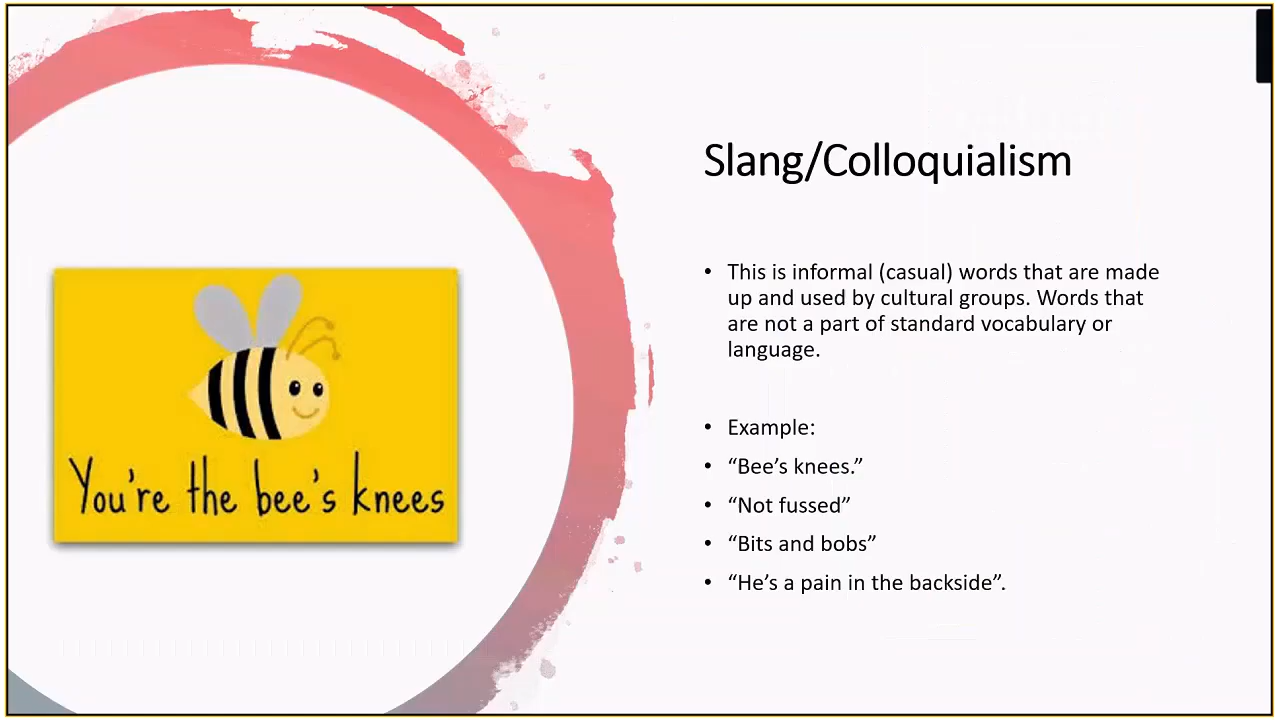 Slang/Colloquialism
• This is informal (casual) words that are made
up and used by cultural groups. Words that
are not a part of standard vocabulary or
language.
• Example:
• “Bee’s knees.”
• “Not fussed”
• “Bits and bobs”
• “He’s a pain in the backside”.
You're the bee's knees